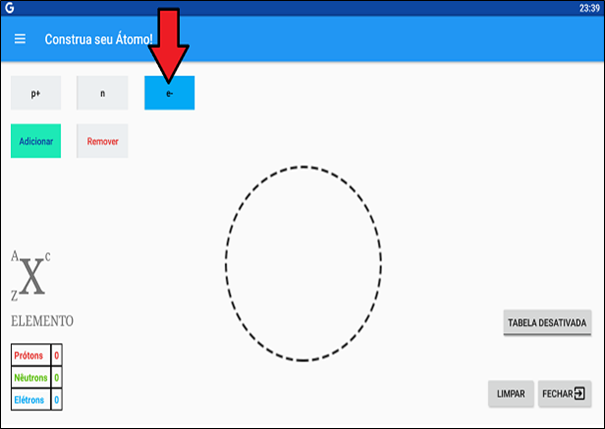 G 23:39
Construa seu Átomo!
p+ n e-
Adicionar Remover
A X c
Z
ELEMENTO
Prótons 0
Nêutrons 0
Elétrons 0
TABELA DESATIVADA
LIMPAR FECHAR